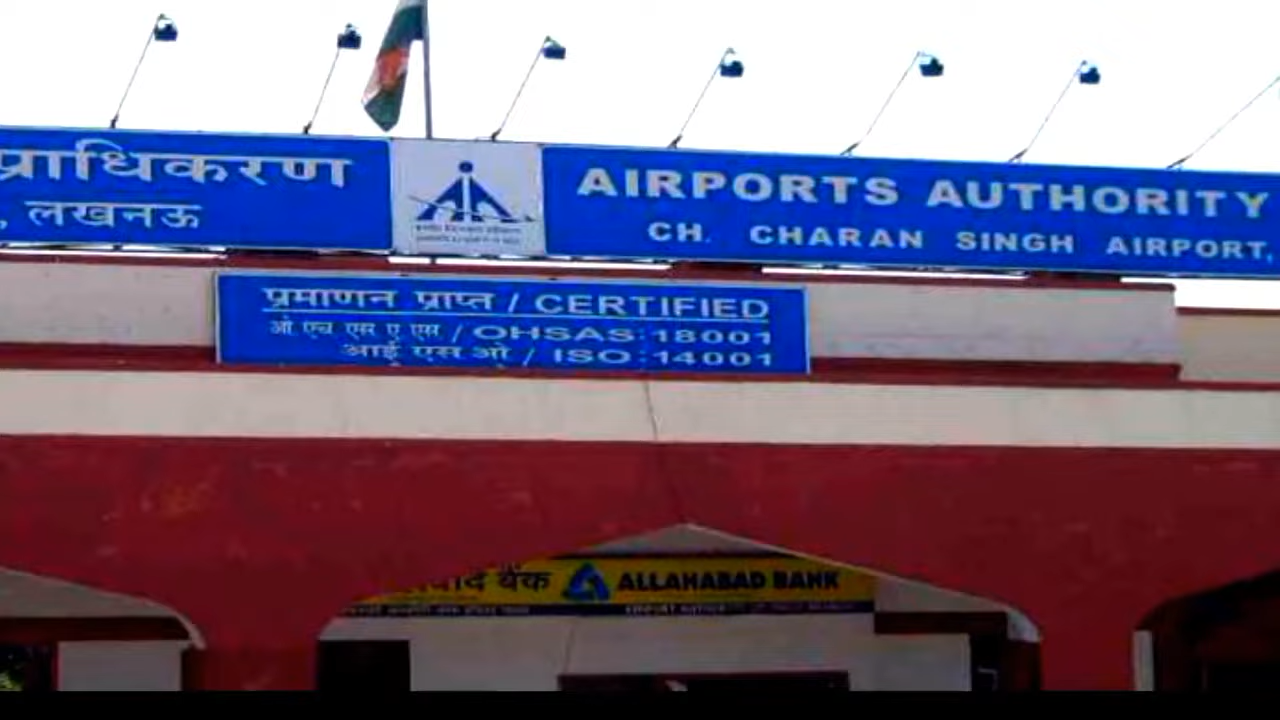 प्राधिकरण
, लखनऊ
AIRPORTS AUTHORITY
CH. CHARAN SINGH AIRPORT,
प्रमाणन प्राप्त / CERTIFIED
ओ एच एस ए एस / OHSAS:18001
आई एस ओ / ISO:14001
बैंक ALLAHABAD BANK